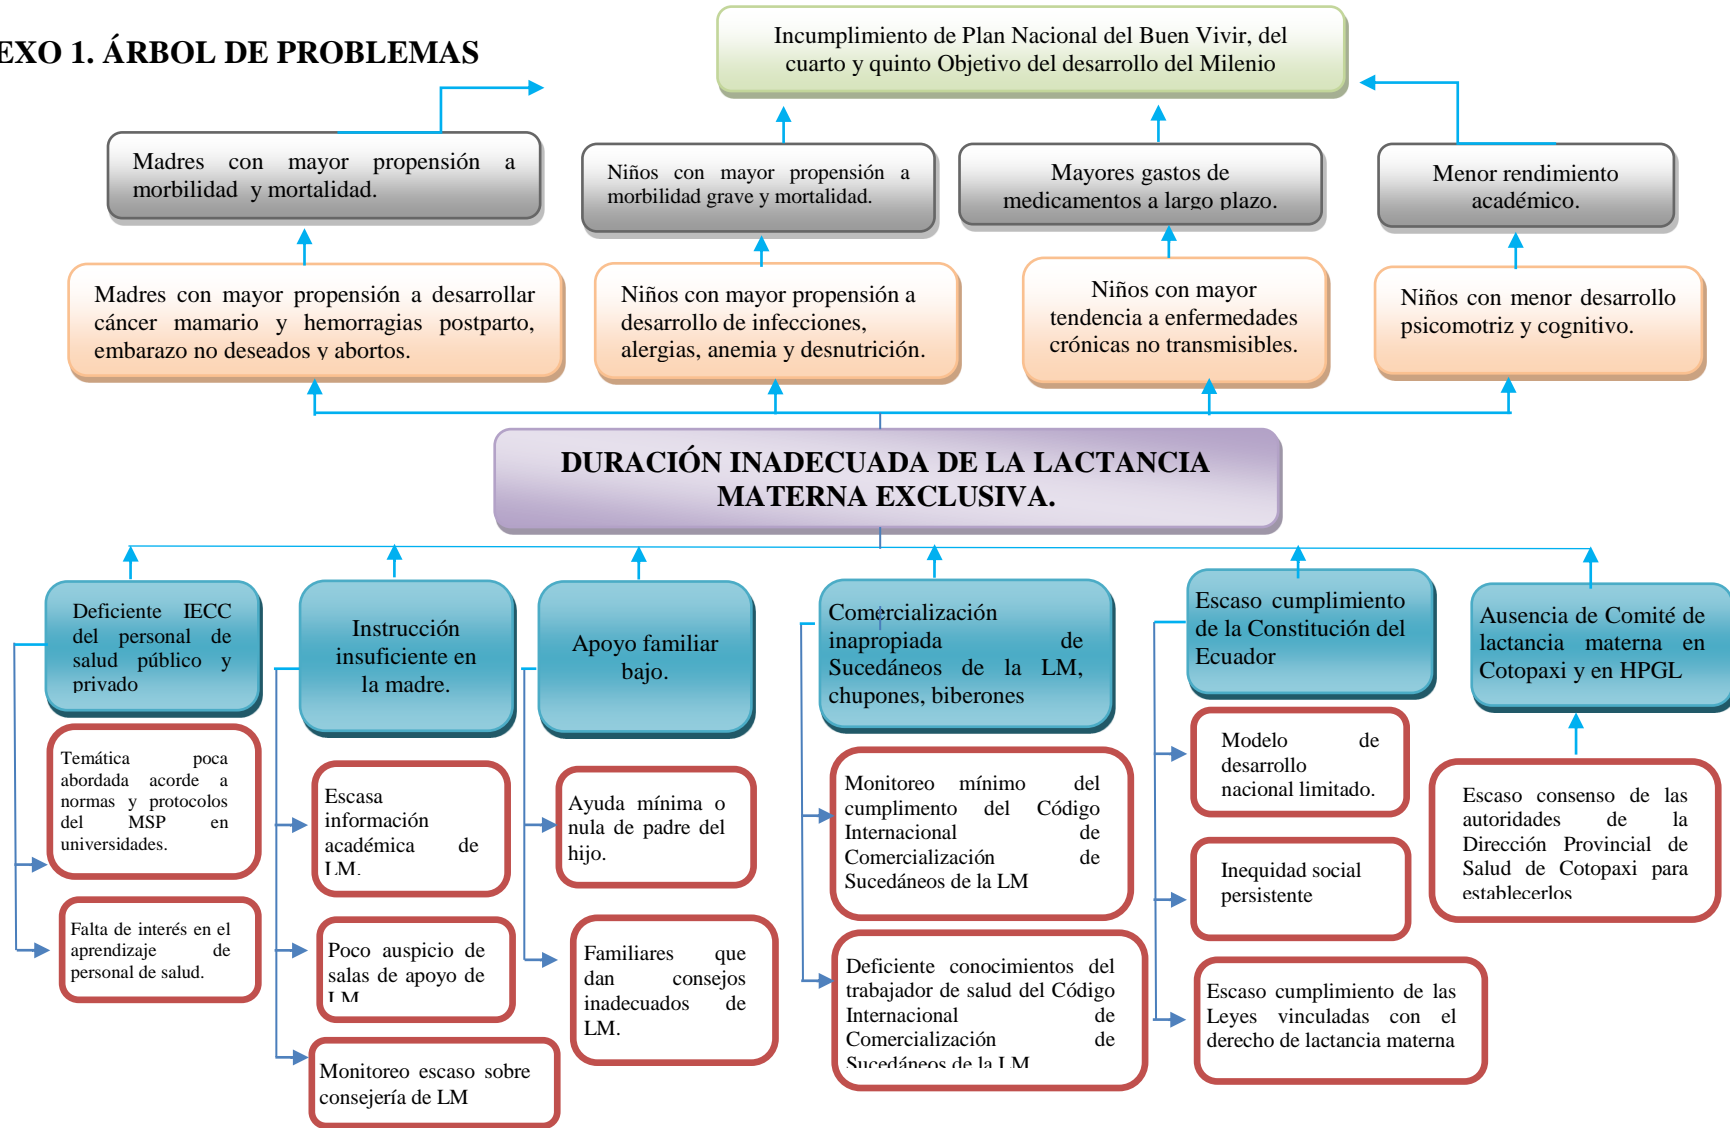 EXO 1. ÁRBOL DE PROBLEMAS
Incumplimiento de Plan Nacional del Buen Vivir, del
cuarto y quinto Objetivo del desarrollo del Milenio
Madres con mayor propensión a
morbilidad y mortalidad.
Niños con mayor propensión a
morbilidad grave y mortalidad.
Mayores gastos de
medicamentos a largo plazo.
Menor rendimiento
académico.
Madres con mayor propensión a desarrollar
cáncer mamario y hemorragias postparto,
embarazo no deseados y abortos.
Niños con mayor propensión a
desarrollo de infecciones,
alergias, anemia y desnutrición.
Niños con mayor
tendencia a enfermedades
crónicas no transmisibles.
Niños con menor desarrollo
psicomotriz y cognitivo.
DURACIÓN INADECUADA DE LA LACTANCIA
MATERNA EXCLUSIVA.
Deficiente IECC
del personal de
salud público y
privado
Instrucción
insuficiente en
la madre.
Apoyo familiar
bajo.
Comercialización
inapropiada de
Sucedáneos de la LM,
chupones, biberones
Escaso cumplimiento
de la Constitución del
Ecuador
Ausencia de Comité de
lactancia materna en
Cotopaxi y en HPGL
Temática poca
abordada acorde a
normas y protocolos
del MSP en
universidades.
Falta de interés en el
aprendizaje de
personal de salud.
Escasa
información
académica de
LM.
Poco auspicio de
salas de apoyo de
LM
Monitoreo escaso sobre
consejería de LM
Ayuda mínima o
nula de padre del
hijo.
Familiares que
dan consejos
inadecuados de
LM.
Monitoreo mínimo del
cumplimento del Código
Internacional de
Comercialización de
Sucedáneos de la LM
Deficiente conocimientos del
trabajador de salud del Código
Internacional de
Comercialización de
Sucedáneos de la LM
Modelo de
desarrollo
nacional limitado.
Inequidad social
persistente
Escaso cumplimiento de las
Leyes vinculadas con el
derecho de lactancia materna
Escaso consenso de las
autoridades de la
Dirección Provincial de
Salud de Cotopaxi para
establecerlos